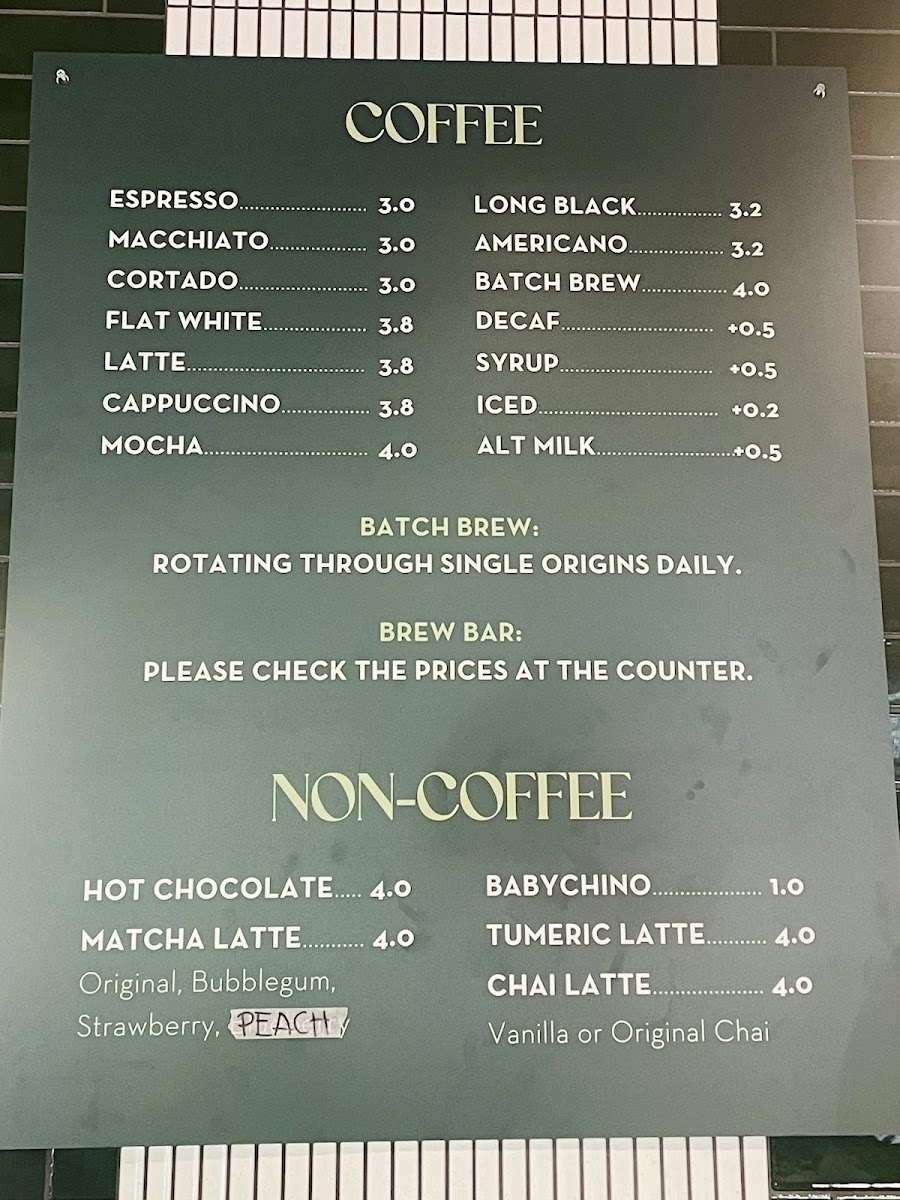 COFFEE
ESPRESSO.................... 3.0
MACCHIATO............... 3.0
CORTADO.................... 3.0
FLAT WHITE................ 3.8
LATTE............................ 3.8
CAPPUCCINO.............. 3.8
MOCHA......................... 4.0
LONG BLACK............. 3.2
AMERICANO............... 3.2
BATCH BREW............. 4.0
DECAF........................ +0.5
SYRUP........................ +0.5
ICED............................ +0.2
ALT MILK......................+0.5
BATCH BREW:
ROTATING THROUGH SINGLE ORIGINS DAILY.
BREW BAR:
PLEASE CHECK THE PRICES AT THE COUNTER.
NON-COFFEE
HOT CHOCOLATE..... 4.0
MATCHA LATTE........... 4.0
Original, Bubblegum,
Strawberry, PEACH
BABYCHINO.................... 1.0
TUMERIC LATTE........... 4.0
CHAI LATTE.................... 4.0
Vanilla or Original Chai